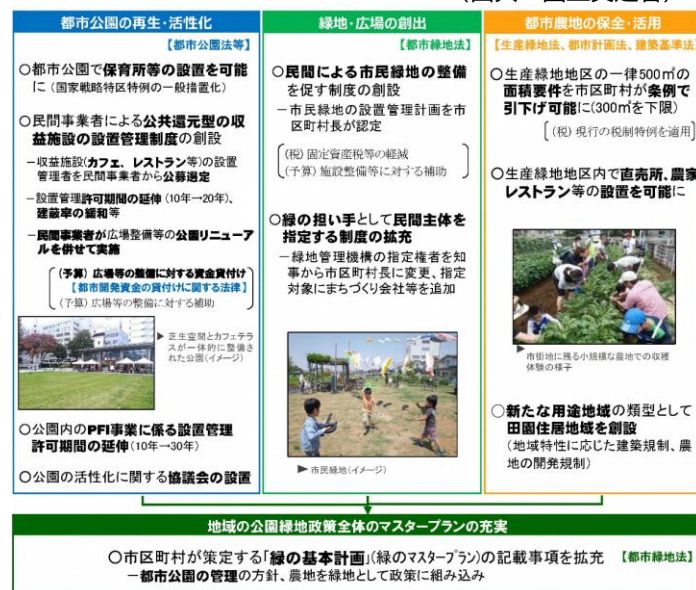 都市公園の再生・活性化
【都市公園法等】
○都市公園で保育所等の設置を可能
に（国家戦略特区特例の一般措置化）
○民間事業者による公共還元型の収
益施設の設置管理制度の創設
－収益施設(カフェ、レストラン等)の設置
管理者を民間事業者から公募選定
－設置管理許可期間の延伸（10年→20年）、
建蔽率の緩和等
－民間事業者が広場整備等の公園リニューア
ルを併せて実施
(予算）広場等の整備に対する資金貸付け
【都市開発資金の貸付けに関する法律】
（予算）広場等の整備に対する補助
▶ 芝生空間とカフェテラ
スが一体的に整備さ
れた公園(イメージ)
○公園内のPFI事業に係る設置管理
許可期間の延伸（10年→30年）
○公園の活性化に関する協議会の設置
緑地・広場の創出
【都市緑地法】
○民間による市民緑地の整備
を促す制度の創設
－市民緑地の設置管理計画を市
区町村長が認定
（税）固定資産税等の軽減
（予算）施設整備等に対する補助
○緑の担い手として民間主体を
指定する制度の拡充
－緑地管理機構の指定権者を知
事から市区町村長に変更、指定
対象にまちづくり会社等を追加
▶ 市民緑地（イメージ）
都市農地の保全・活用
【生産緑地法、都市計画法、建築基準法】
○生産緑地地区の一律500㎡の
面積要件を市区町村が条例で
引下げ可能に(300㎡を下限)
（税）現行の税制特例を適用
○生産緑地地区内で直売所、農家
レストラン等の設置を可能に
▶ 市街地に残る小規模な農地での収穫
体験の様子
○新たな用途地域の類型として
田園住居地域を創設
（地域特性に応じた建築規制、農
地の開発規制）
地域の公園緑地政策全体のマスタープランの充実
○市区町村が策定する「緑の基本計画」（緑のマスタープラン）の記載事項を拡充 【都市緑地法】
－都市公園の管理の方針、農地を緑地として政策に組み込み